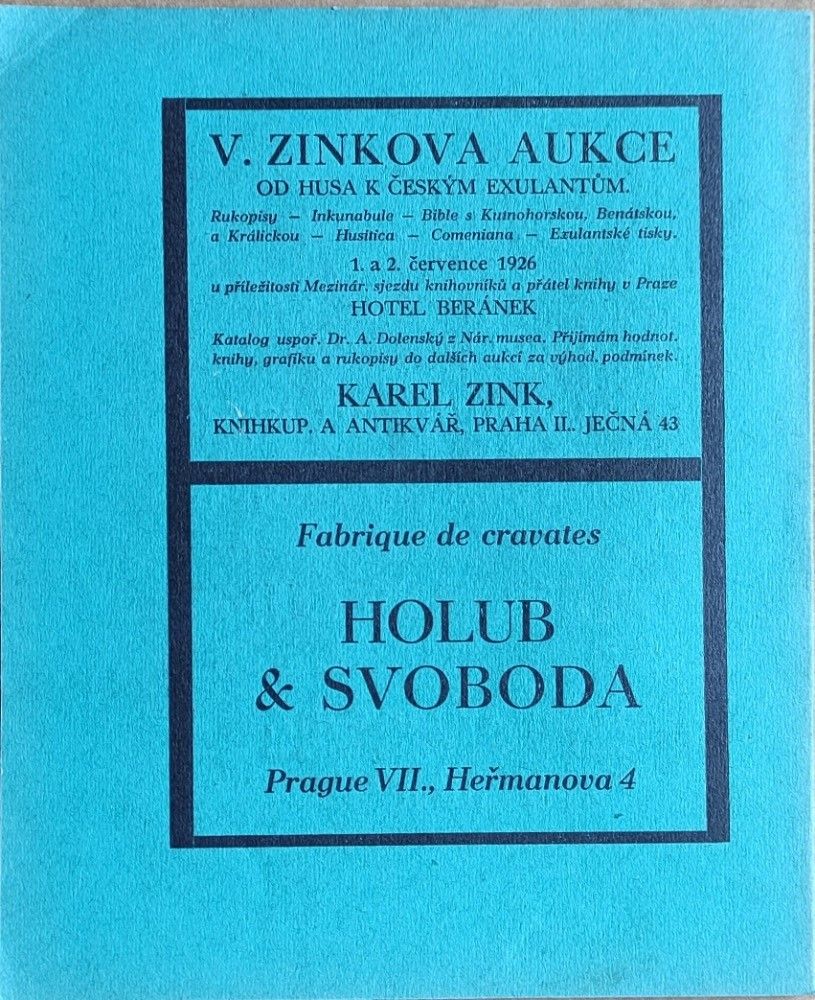 V. ZINKOVA AUKCE
OD HUSA K ČESKÝM EXULANTŮM.
Rukopisy — Inkunabule — Bible s Kutnohorskou, Benátskou,
a Králickou — Husitica — Comeniana — Exulantské tisky.
1. a 2. července 1926
u příležitosti Mezinár. sjezdu knihovníků a přátel knihy v Praze
HOTEL BERÁNEK
Katalog uspoř. Dr. A. Dolenský z Nár. musea. Přijímám hodnot.
knihy, grafiku a rukopisy do dalších aukcí za výhod. podmínek.
KAREL ZINK,
KNIHKUP. A ANTIKVÁŘ, PRAHA II.. JEČNÁ 43
Fabrique de cravates
HOLUB
& SVOBODA
Prague VII., Heřmanova 4